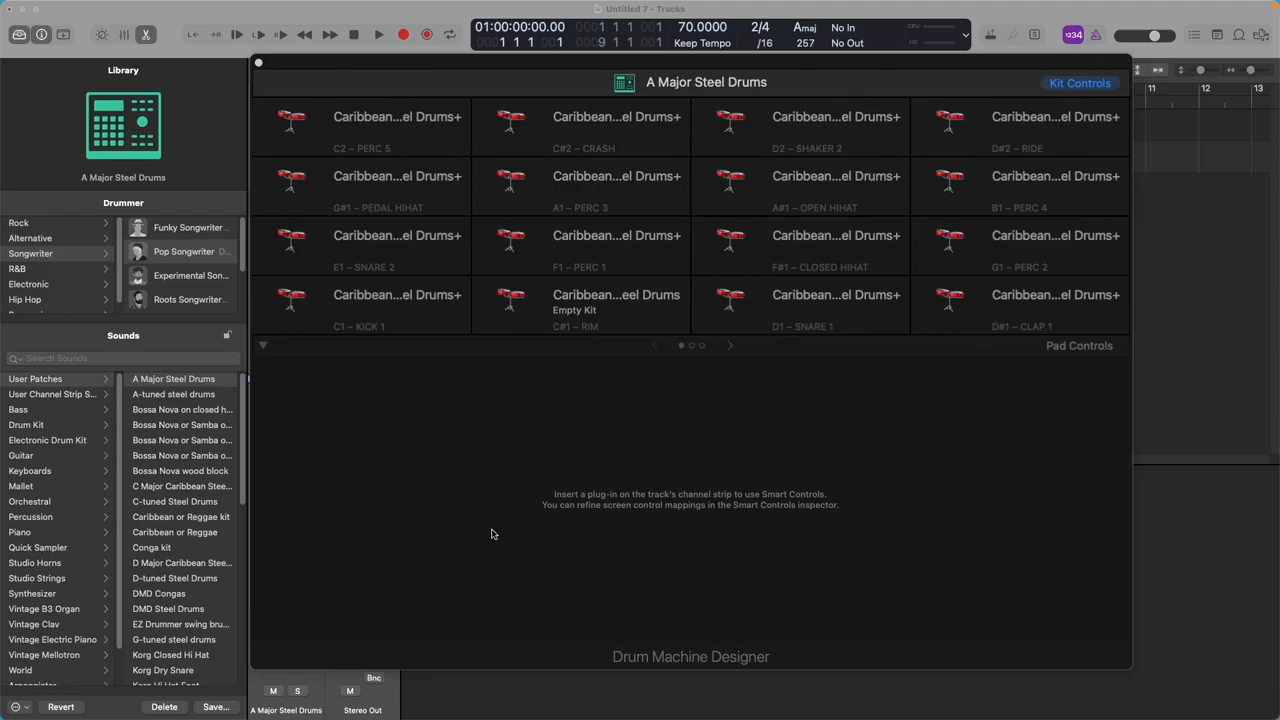 Untitled 7 - Tracks
01:00:00:00.00
0001 1 1 001
70.0000
2/4
Amaj
No In
CPU
1 1 1
0009 1 1 001
Keep Tempo
/16
257
No Out
HD
1234
Library
A Major Steel Drums
Kit Controls
11
12
13
A Major Steel Drums
Caribbean...el Drums+
Caribbean...el Drums+
Caribbean...el Drums+
Caribbean...el Drums+
C2 – PERC 5
C#2 – CRASH
D2 – SHAKER 2
D#2 – RIDE
Caribbean...el Drums+
Caribbean...el Drums+
Caribbean...el Drums+
Caribbean...el Drums+
G#1 – PEDAL HIHAT
A1 – PERC 3
A#1 – OPEN HIHAT
B1 – PERC 4
Caribbean...el Drums+
Caribbean...el Drums+
Caribbean...el Drums+
Caribbean...el Drums+
E1 – SNARE 2
F1 – PERC 1
F#1 – CLOSED HIHAT
G1 – PERC 2
Caribbean...el Drums+
Caribbean...eel Drums
Caribbean...el Drums+
Caribbean...el Drums+
Empty Kit
C1 – KICK 1
C#1 – RIM
D1 – SNARE 1
D#1 – CLAP 1
Pad Controls
Drummer
Rock
Alternative
Songwriter
R&B
Electronic
Hip Hop
Funky Songwriter...
Pop Songwriter D...
Experimental Son...
Roots Songwriter...
Sounds
Search Sounds
User Patches
User Channel Strip S...
Bass
Drum Kit
Electronic Drum Kit
Guitar
Keyboards
Mallet
Orchestral
Percussion
Piano
Quick Sampler
Studio Horns
Studio Strings
Synthesizer
Vintage B3 Organ
Vintage Clav
Vintage Electric Piano
Vintage Mellotron
World
A Major Steel Drums
A-tuned steel drums
Bossa Nova on closed h...
Bossa Nova or Samba o...
Bossa Nova or Samba o...
Bossa Nova or Samba o...
Bossa Nova wood block
C Major Caribbean Stee...
C-tuned Steel Drums
Caribbean or Reggae kit
Caribbean or Reggae
Conga kit
D Major Caribbean Stee...
D-tuned Steel Drums
DMD Congas
DMD Steel Drums
EZ Drummer swing bru...
G-tuned steel drums
Korg Closed Hi Hat
Korg Dry Snare
Insert a plug-in on the track's channel strip to use Smart Controls.
You can refine screen control mappings in the Smart Controls inspector.
Drum Machine Designer
Bnc
M
S
M
A Major Steel Drums
Stereo Out
Revert
Delete
Save...